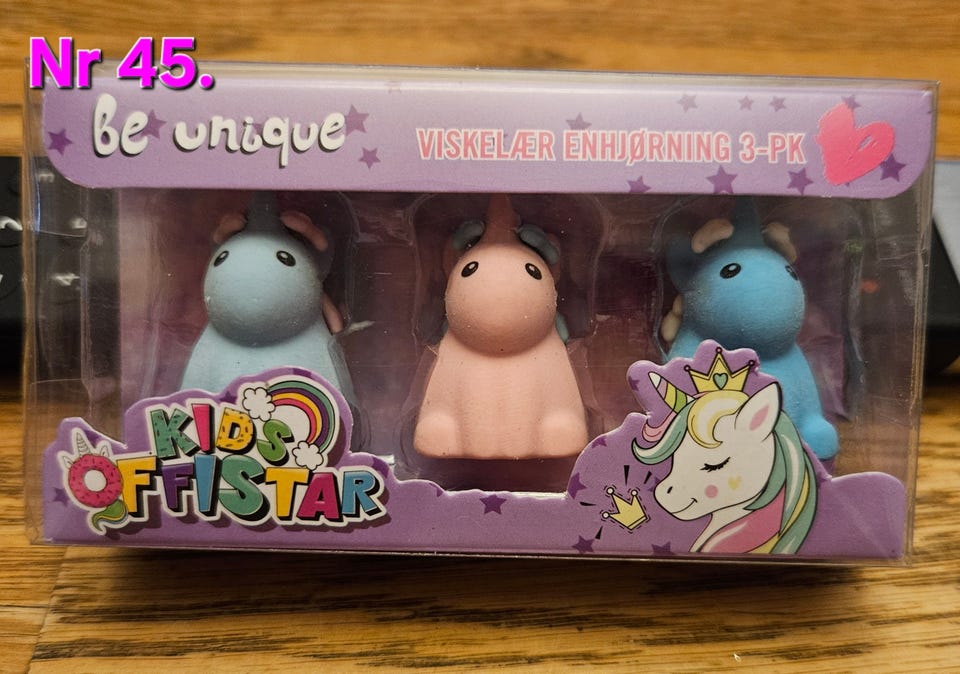 Nr 45.
be unique
VISKELÆR ENHJØRNING 3-PK
KIDS
OFFISTAR